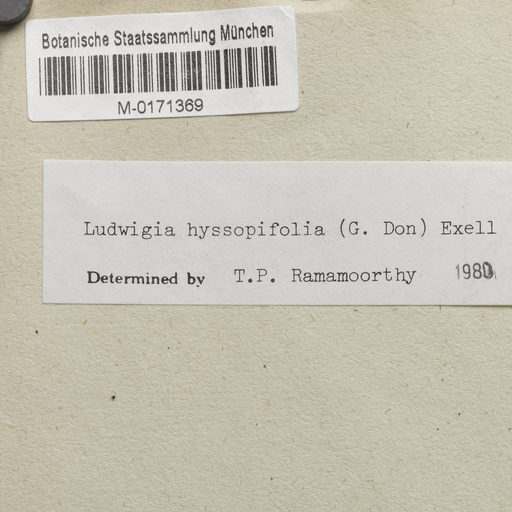 Botanische Staatssammlung München
M-0171369
Ludwigia hyssopifolia (G. Don) Exell
Determined by T.P. Ramamoorthy 1980